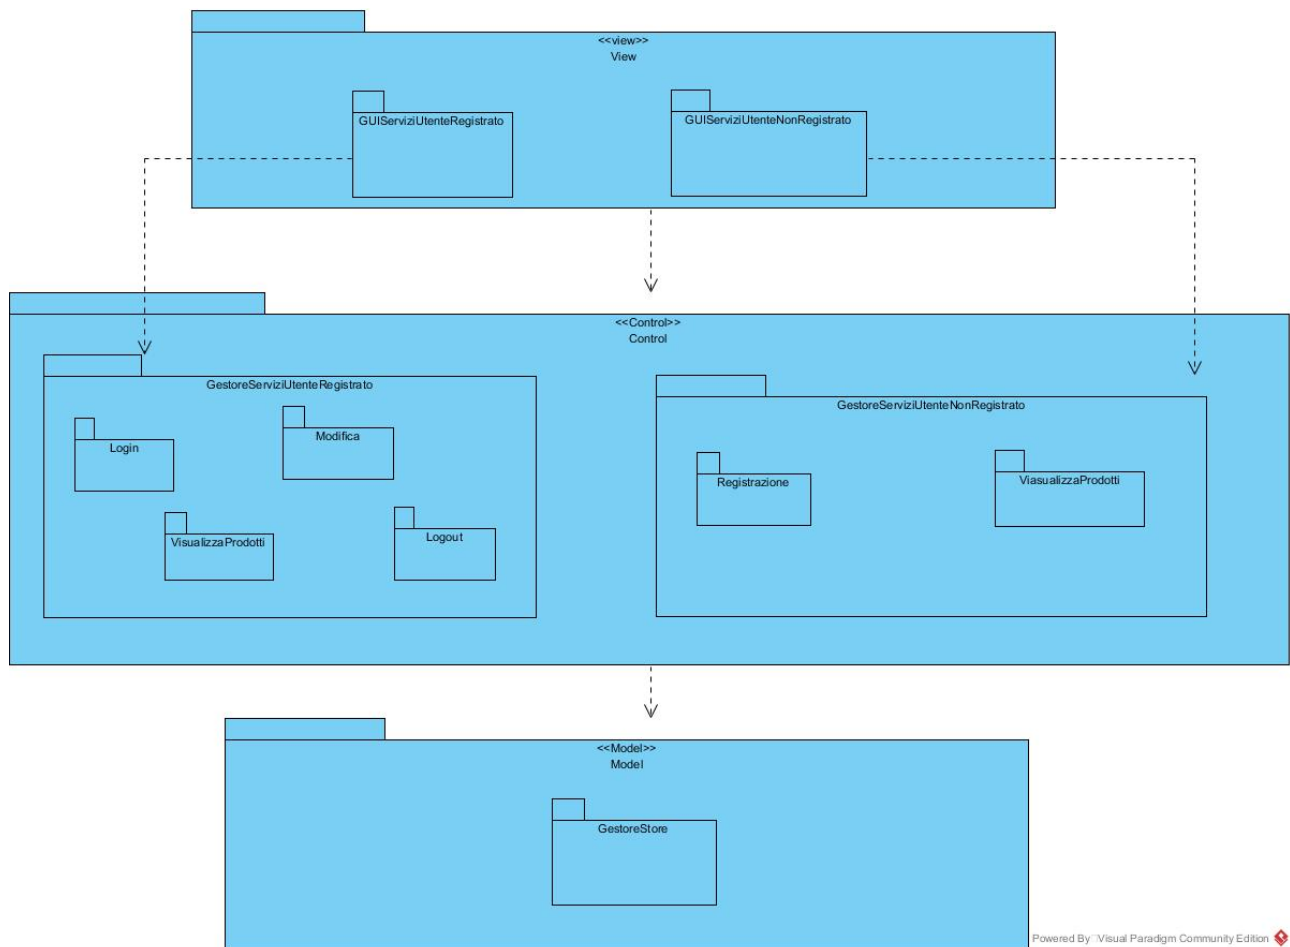 <<view>>
View
GUIServiziUtenteRegistrato
GUIServiziUtenteNonRegistrato
<<Control>>
Control
GestoreServiziUtenteRegistrato
GestoreServiziUtenteNonRegistrato
Login
Modifica
Registrazione
ViasualizzaProdotti
VisualizzaProdotti
Logout
<<Model>>
Model
GestoreStore
Powered By Visual Paradigm Community Edition